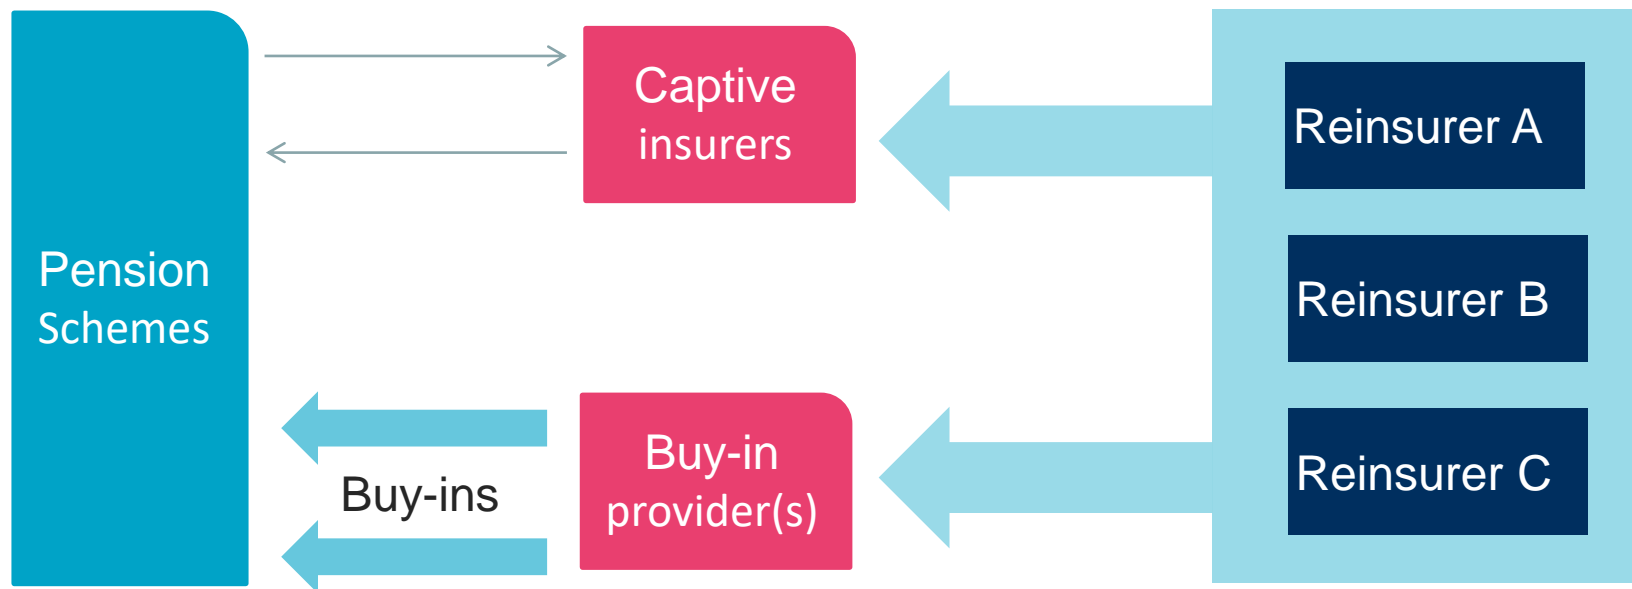 Pension
Schemes
Captive
insurers
Buy-ins
Buy-in
provider(s)
Reinsurer A
Reinsurer B
Reinsurer C